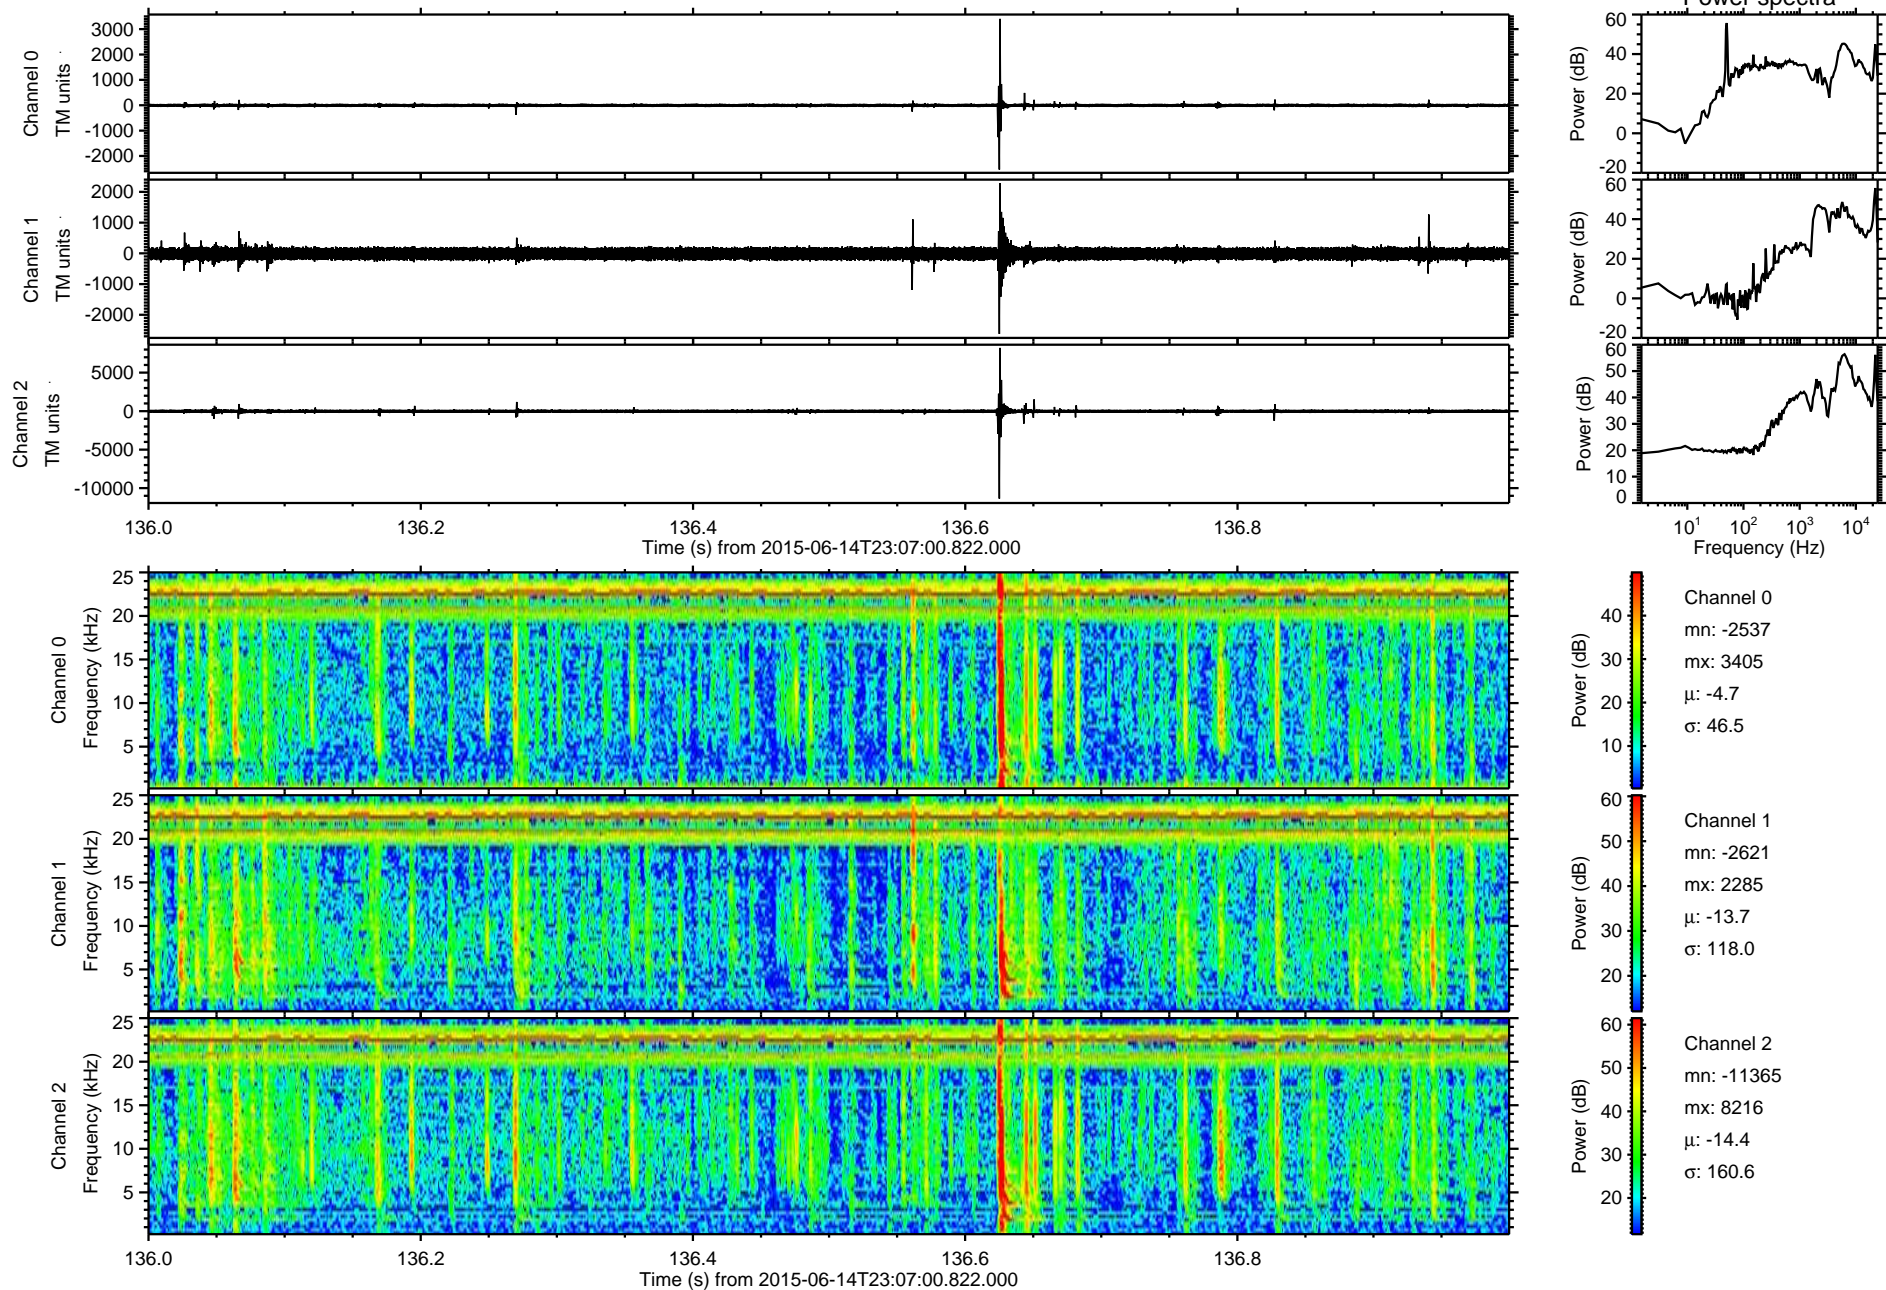 Power spectra
Channel 0
TM units
3000
2000
1000
0
-1000
-2000
Power (dB)
60
40
20
0
-20
Channel 1
TM units
2000
1000
0
-1000
-2000
Power (dB)
60
40
20
0
-20
Channel 2
TM units
5000
0
-5000
-10000
Power (dB)
60
50
40
30
20
10
0
136.0 136.2 136.4 136.6 136.8
Time (s) from 2015-06-14T23:07:00.822.000
10¹ 10² 10³ 10⁴
Frequency (Hz)
Channel 0
Frequency (kHz)
25
20
15
10
5
Power (dB)
40
30
20
10
Channel 0
mn: -2537
mx: 3405
μ: -4.7
σ: 46.5
Channel 1
Frequency (kHz)
25
20
15
10
5
Power (dB)
60
50
40
30
20
Channel 1
mn: -2621
mx: 2285
μ: -13.7
σ: 118.0
Channel 2
Frequency (kHz)
25
20
15
10
5
Power (dB)
60
50
40
30
20
Channel 2
mn: -11365
mx: 8216
μ: -14.4
σ: 160.6
136.0 136.2 136.4 136.6 136.8
Time (s) from 2015-06-14T23:07:00.822.000